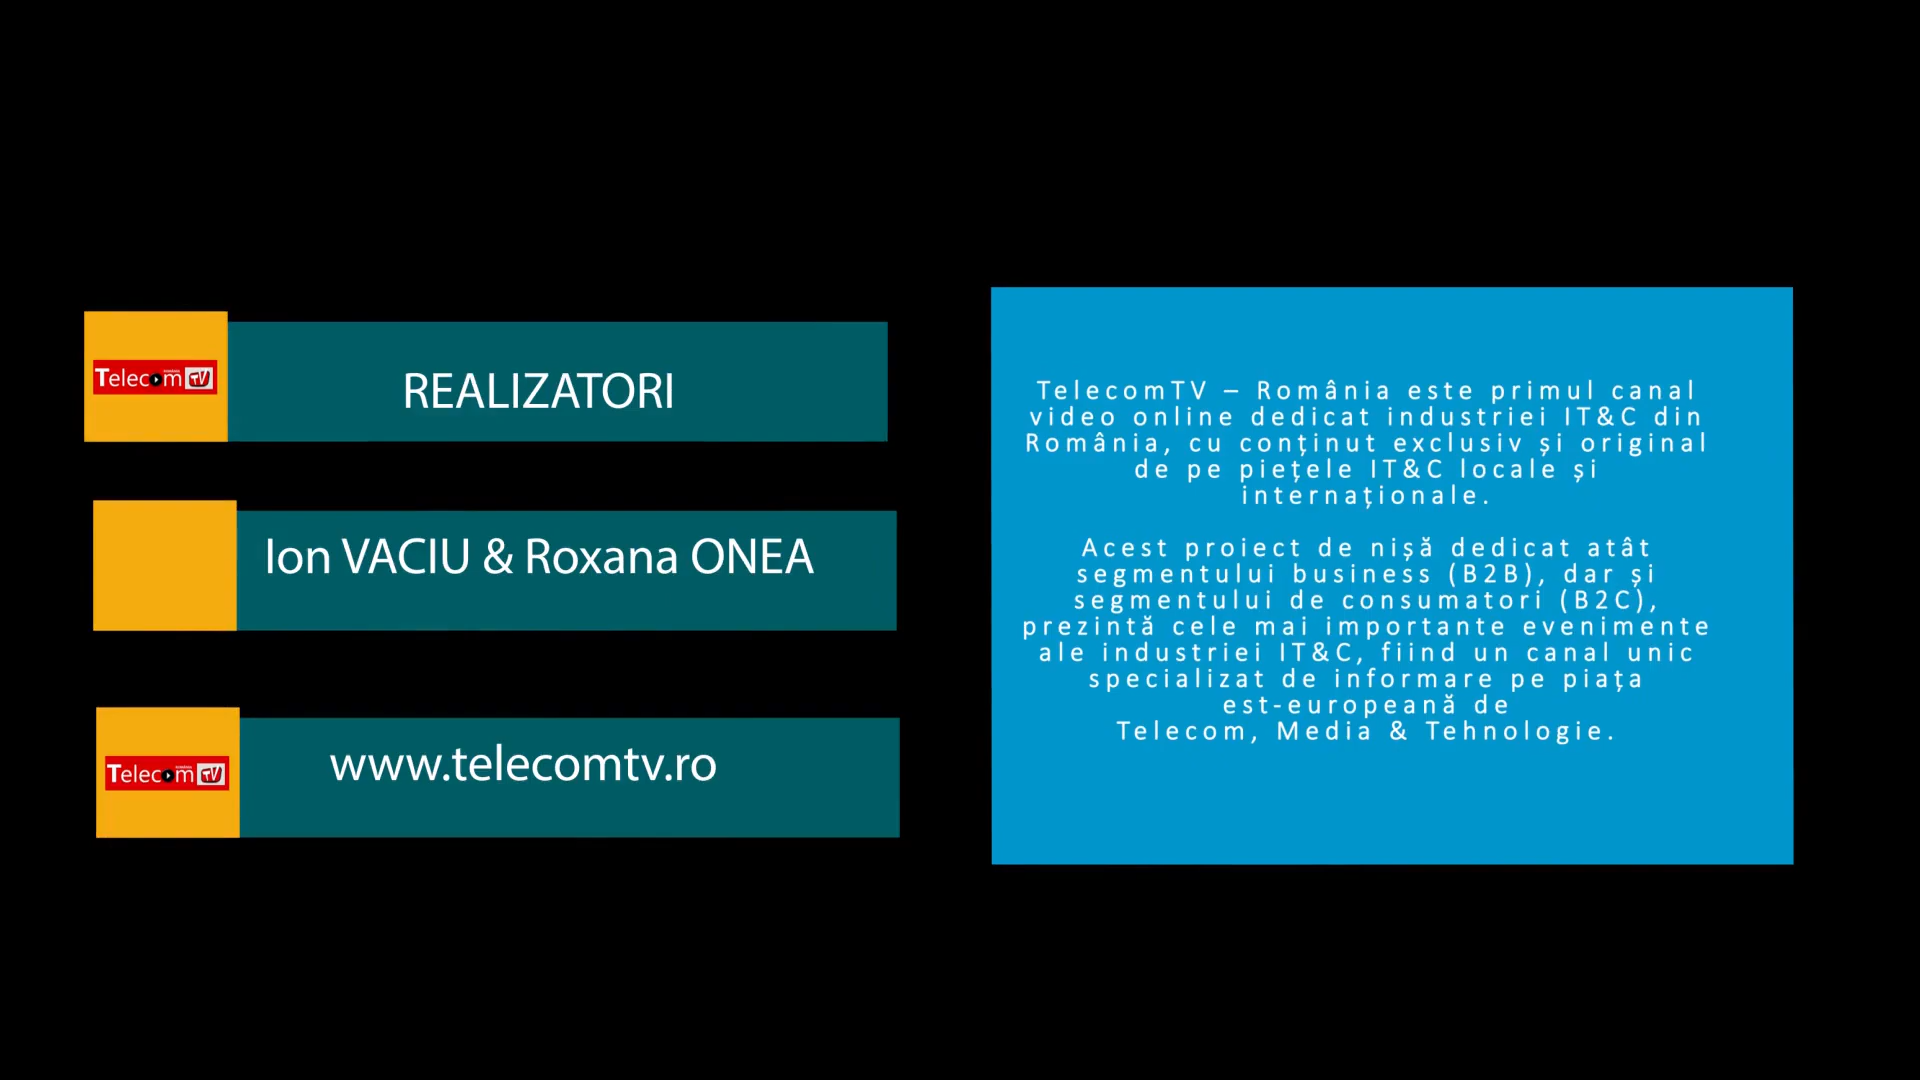 Telecom TV
REALIZATORI
Ion VACIU & Roxana ONEA
Telecom TV
www.telecomtv.ro
TelecomTV – România este primul canal
video online dedicat industriei IT&C din
România, cu conținut exclusiv și original
de pe piețele IT&C locale și
internaționale.
Acest proiect de nișă dedicat atât
segmentului business (B2B), dar și
segmentului de consumatori (B2C),
prezintă cele mai importante evenimente
ale industriei IT&C, fiind un canal unic
specializat de informare pe piața
est-europeană de
Telecom, Media & Tehnologie.